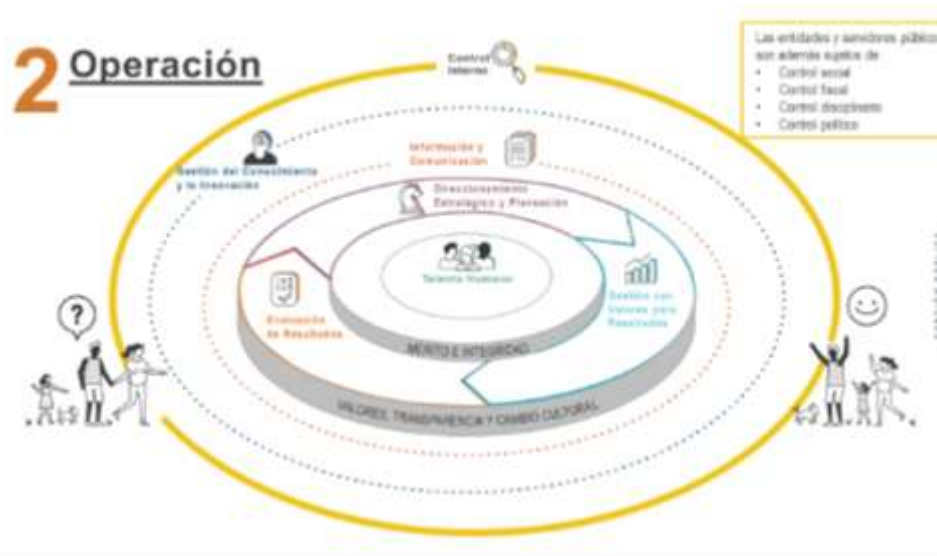 2 Operación
Control
Interno
Las entidades y servidores públicos
son además sujetos de
• Control social
• Control fiscal
• Control disciplinario
• Control político
Información y
Comunicación
Gestión del Conocimiento
y la Innovación
Direccionamiento
Estratégico y Planeación
Talento Humano
Gestión con
Valores para
Resultados
Evaluación
de Resultados
MÉRITO E INTEGRIDAD
VALORES, TRANSPARENCIA Y CAMBIO CULTURAL
?